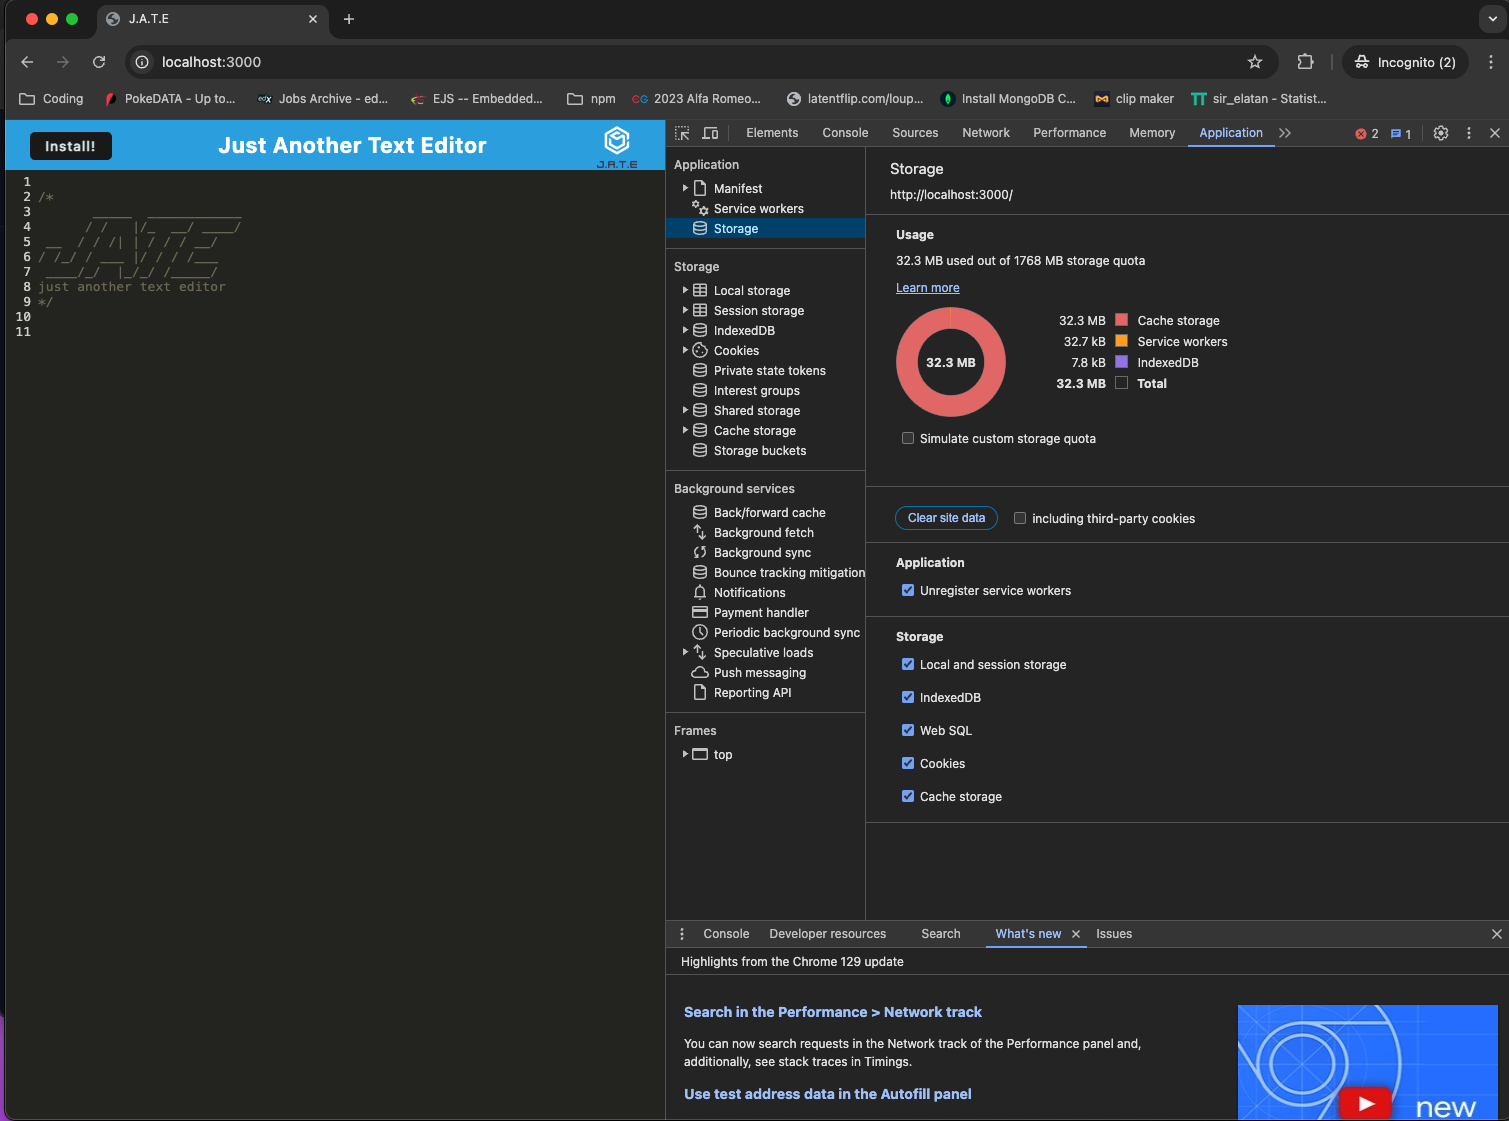 J.A.T.E
localhost:3000
Incognito (2)
Coding
PokeDATA - Up to...
edX
Jobs Archive - ed...
EJS -- Embedded...
npm
CG
2023 Alfa Romeo...
latentflip.com/loup...
Install MongoDB C...
clip maker
TT
sir_elatan - Statist...
Install!
Just Another Text Editor
J.A.T.E
1
2 /*
3         _____  ____________
4       / /   |/_  __/ ____/
5  __  / / /| | / / / __/
6 / /_/ / ___ |/ / / /___
7  ____/_/  |_/_/ /_____/
8 just another text editor
9 */
10
11
Elements
Console
Sources
Network
Performance
Memory
Application
2
1
Application
Manifest
Service workers
Storage
Storage
Local storage
Session storage
IndexedDB
Cookies
Private state tokens
Interest groups
Shared storage
Cache storage
Storage buckets
Background services
Back/forward cache
Background fetch
Background sync
Bounce tracking mitigation
Notifications
Payment handler
Periodic background sync
Speculative loads
Push messaging
Reporting API
Frames
top
Storage
http://localhost:3000/
Usage
32.3 MB used out of 1768 MB storage quota
Learn more
32.3 MB
32.3 MB Cache storage
32.7 kB Service workers
7.8 kB IndexedDB
32.3 MB Total
Simulate custom storage quota
Clear site data
including third-party cookies
Application
Unregister service workers
Storage
Local and session storage
IndexedDB
Web SQL
Cookies
Cache storage
Console
Developer resources
Search
What's new
Issues
Highlights from the Chrome 129 update
Search in the Performance > Network track
You can now search requests in the Network track of the Performance panel and,
additionally, see stack traces in Timings.
Use test address data in the Autofill panel
new